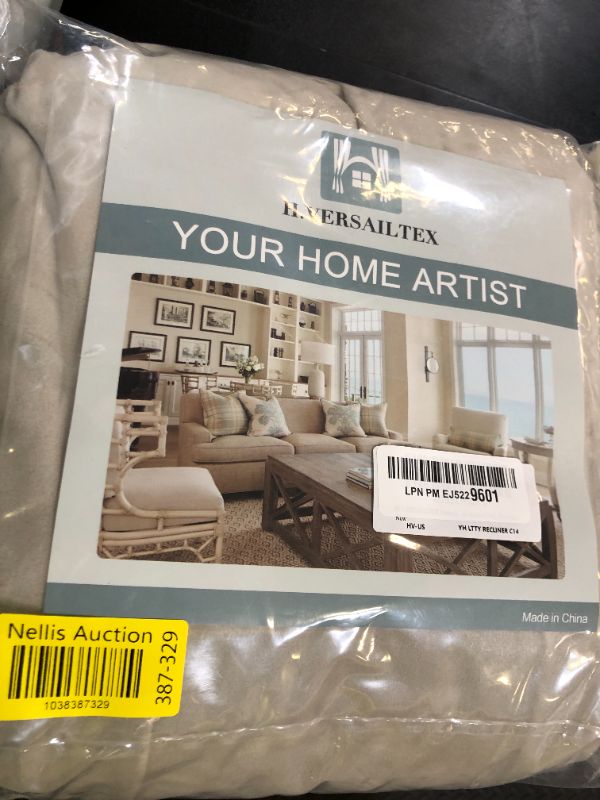 H.VERSAILTEX
YOUR HOME ARTIST
LPN PM EJ5229601
New
HV-US YH LTTY RECLINER C14
Made in China
Nellis Auction
387-329
1038387329